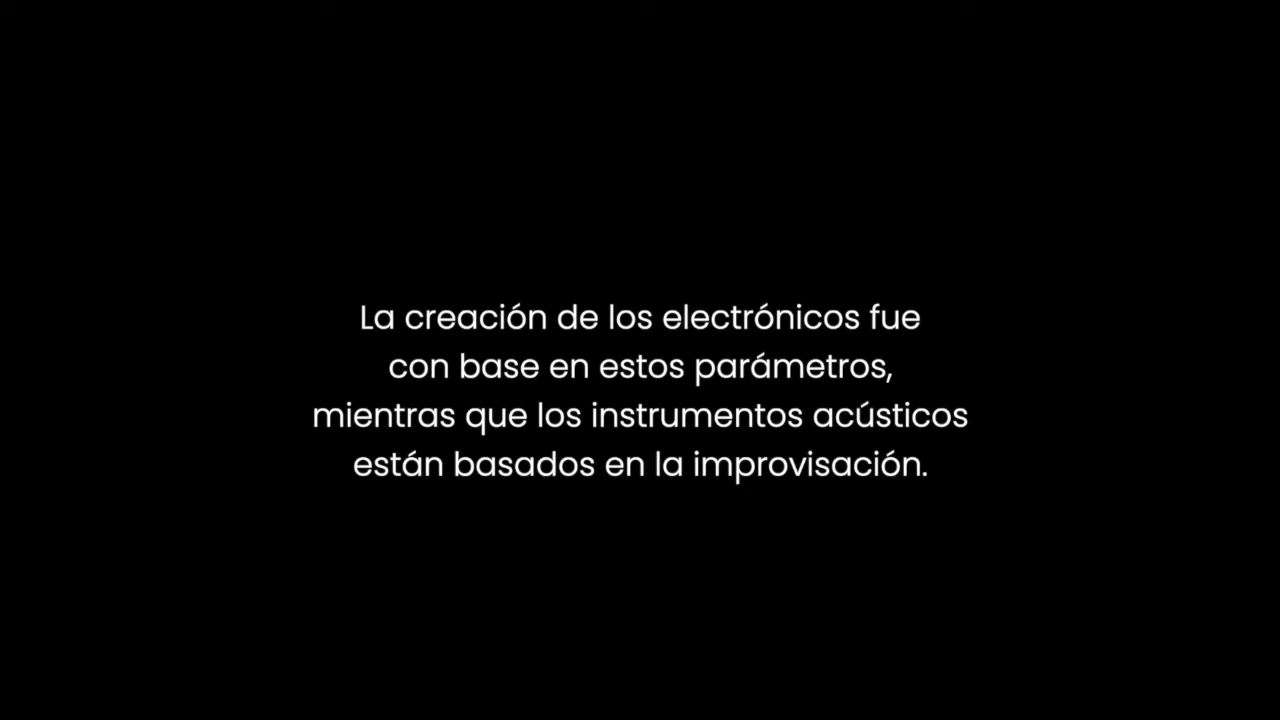 La creación de los electrónicos fue
con base en estos parámetros,
mientras que los instrumentos acústicos
están basados en la improvisación.